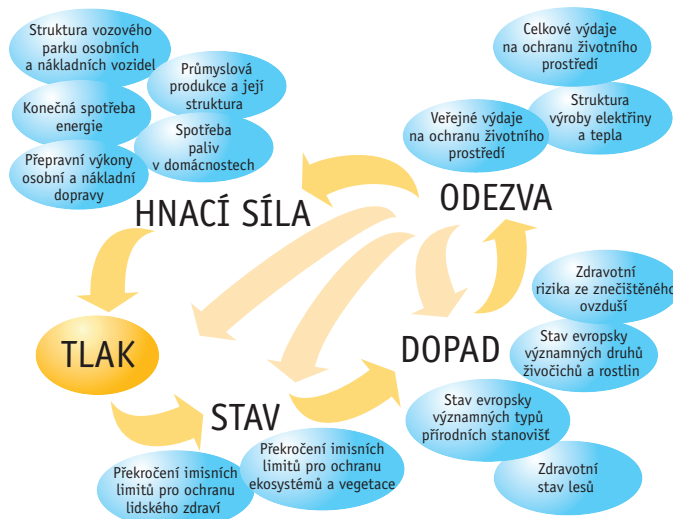 Struktura vozového
parku osobních
a nákladních vozidel
Průmyslová
produkce a její
struktura
Konečná spotřeba
energie
Spotřeba
paliv
v domácnostech
Přepravní výkony
osobní a nákladní
dopravy
Celkové výdaje
na ochranu životního
prostředí
Struktura
výroby elektřiny
a tepla
Veřejné výdaje
na ochranu životního
prostředí
HNACÍ SÍLA
ODEZVA
TLAK
STAV
DOPAD
Zdravotní
rizika ze znečištěného
ovzduší
Stav evropsky
významných druhů
živočichů a rostlin
Stav evropsky
významných typů
přírodních stanovišť
Zdravotní
stav lesů
Překročení imisních
limitů pro ochranu
ekosystémů a vegetace
Překročení imisních
limitů pro ochranu
lidského zdraví